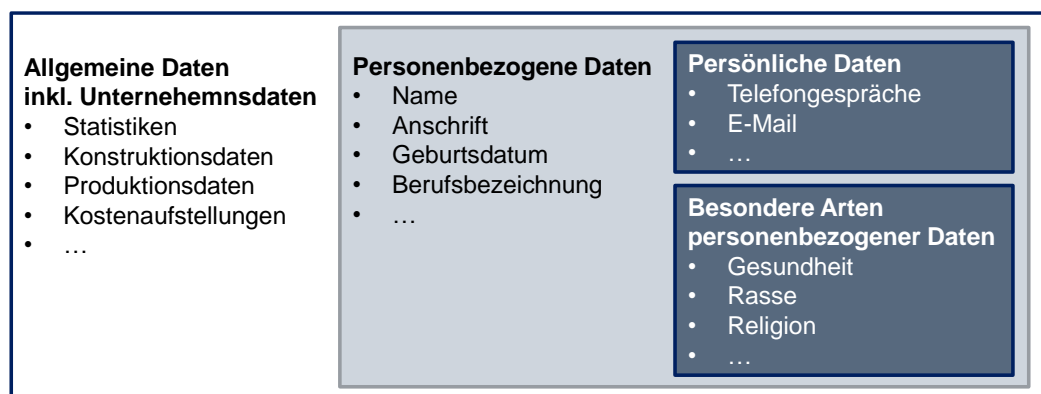 Allgemeine Daten
inkl. Unternehemnsdaten
• Statistiken
• Konstruktionsdaten
• Produktionsdaten
• Kostenaufstellungen
• …
Personenbezogene Daten
• Name
• Anschrift
• Geburtsdatum
• Berufsbezeichnung
• …
Persönliche Daten
• Telefongespräche
• E-Mail
• …
Besondere Arten
personenbezogener Daten
• Gesundheit
• Rasse
• Religion
• …